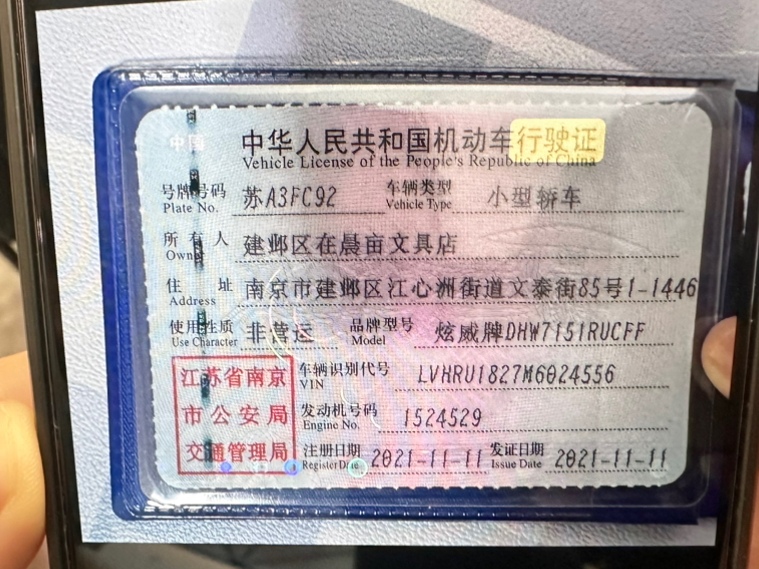 中国
中华人民共和国机动车行驶证
Vehicle License of the People's Republic of China
号牌号码 苏A3FC92 车辆类型 小型轿车
Plate No. Vehicle Type
所有人 建邺区在晨亩文具店
Owner
住址 南京市建邺区江心洲街道文泰街85号1-1446
Address
使用性质 非营运 品牌型号 炫威牌DHW7151RUCFF
Use Character Model
江苏省南京
市公安局
交通管理局
车辆识别代号 LVHRU1827M6024556
VIN
发动机号码 1524529
Engine No.
注册日期 2021-11-11 发证日期 2021-11-11
Register Date Issue Date